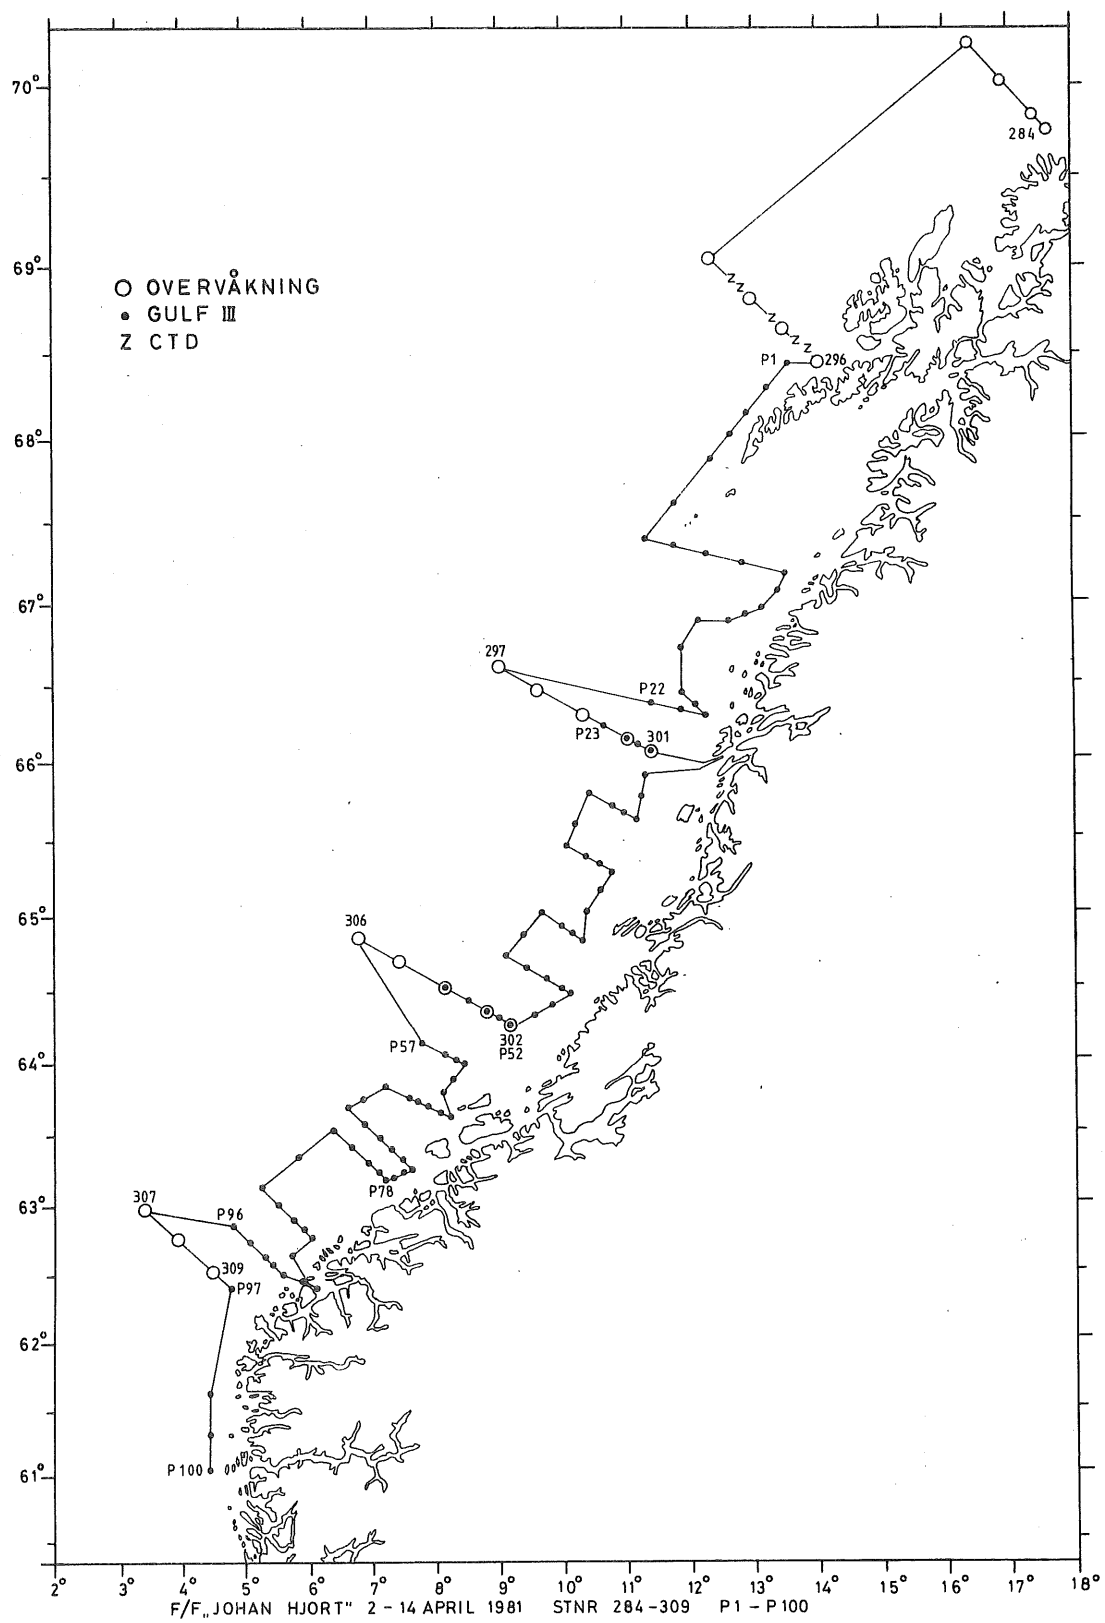 70°
284
69°
O OVERVÅKNING
• GULF III
Z CTD
Z
Z
Z
Z
Z
P1
296
68°
67°
297
P22
P23
301
66°
65°
306
302
P52
P57
64°
P78
63°
307
P96
309
P97
62°
P100
61°
2° 3° 4° 5° 6° 7° 8° 9° 10° 11° 12° 13° 14° 15° 16° 17° 18°
F/F „JOHAN HJORT" 2-14 APRIL 1981 STNR 284-309 P1-P100